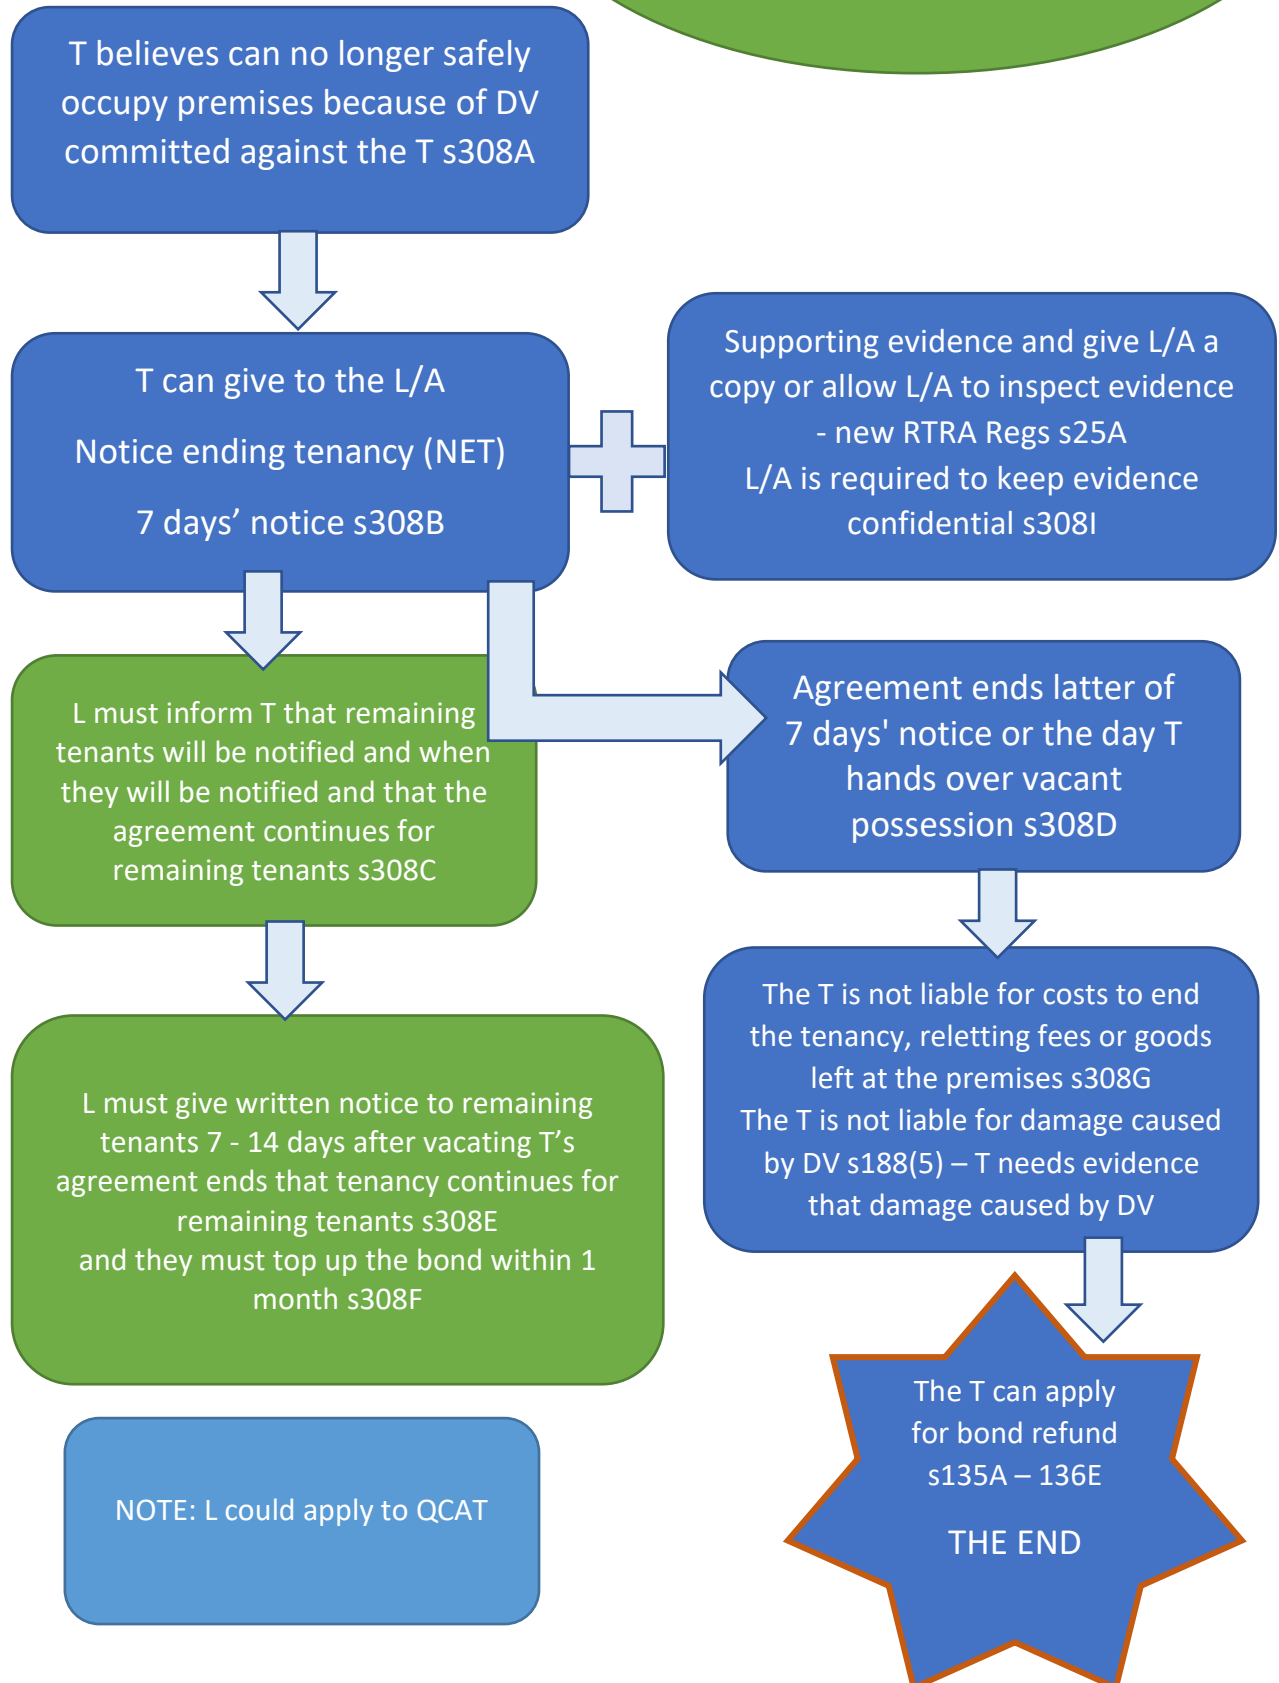 T believes can no longer safely
occupy premises because of DV
committed against the T s308A
T can give to the L/A
Notice ending tenancy (NET)
7 days’ notice s308B
Supporting evidence and give L/A a
copy or allow L/A to inspect evidence
- new RTRA Regs s25A
L/A is required to keep evidence
confidential s308I
L must inform T that remaining
tenants will be notified and when
they will be notified and that the
agreement continues for
remaining tenants s308C
Agreement ends latter of
7 days' notice or the day T
hands over vacant
possession s308D
L must give written notice to remaining
tenants 7 - 14 days after vacating T’s
agreement ends that tenancy continues for
remaining tenants s308E
and they must top up the bond within 1
month s308F
The T is not liable for costs to end
the tenancy, reletting fees or goods
left at the premises s308G
The T is not liable for damage caused
by DV s188(5) – T needs evidence
that damage caused by DV
NOTE: L could apply to QCAT
The T can apply
for bond refund
s135A – 136E
THE END